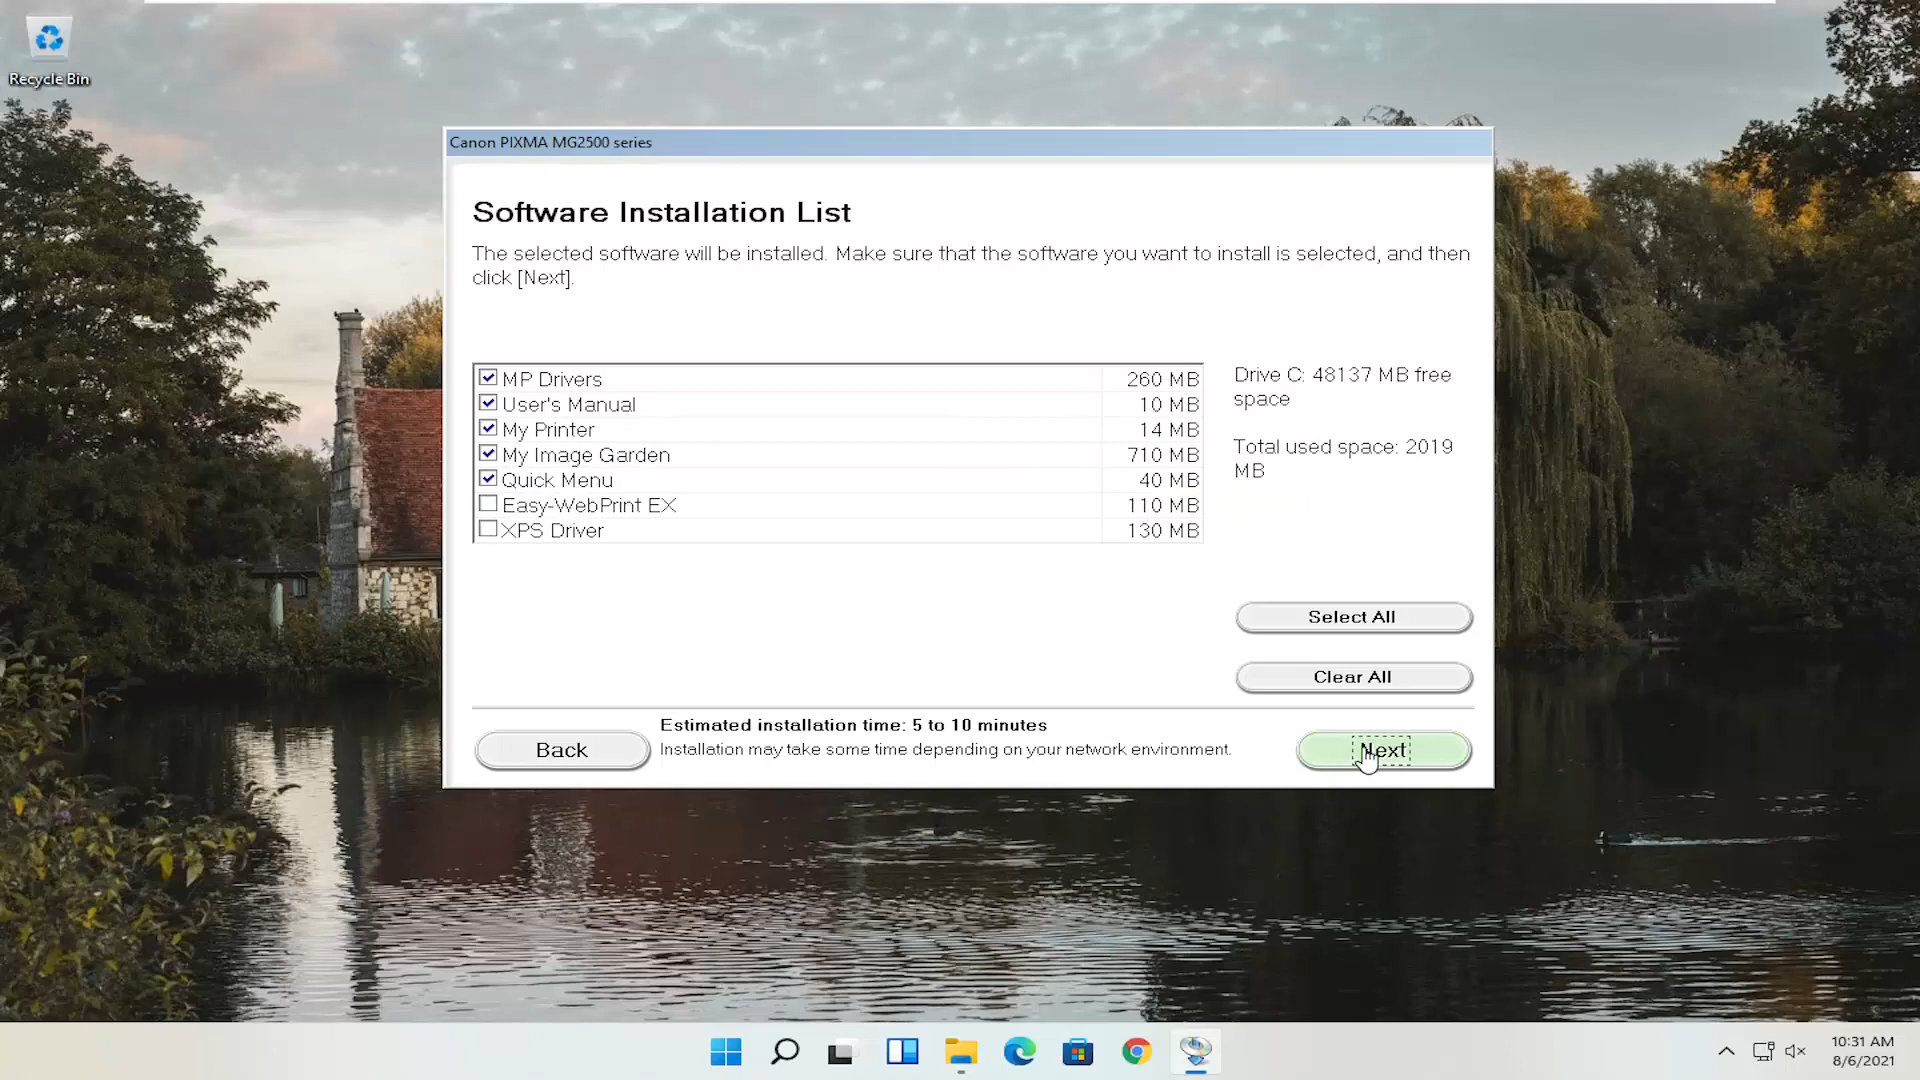 Recycle Bin
Canon PIXMA MG2500 series
Software Installation List
The selected software will be installed. Make sure that the software you want to install is selected, and then
click [Next].
MP Drivers 260 MB
User's Manual 10 MB
My Printer 14 MB
My Image Garden 710 MB
Quick Menu 40 MB
Easy-WebPrint EX 110 MB
XPS Driver 130 MB
Drive C: 48137 MB free
space
Total used space: 2019
MB
Select All
Clear All
Estimated installation time: 5 to 10 minutes
Installation may take some time depending on your network environment.
Back
Next
10:31 AM
8/6/2021